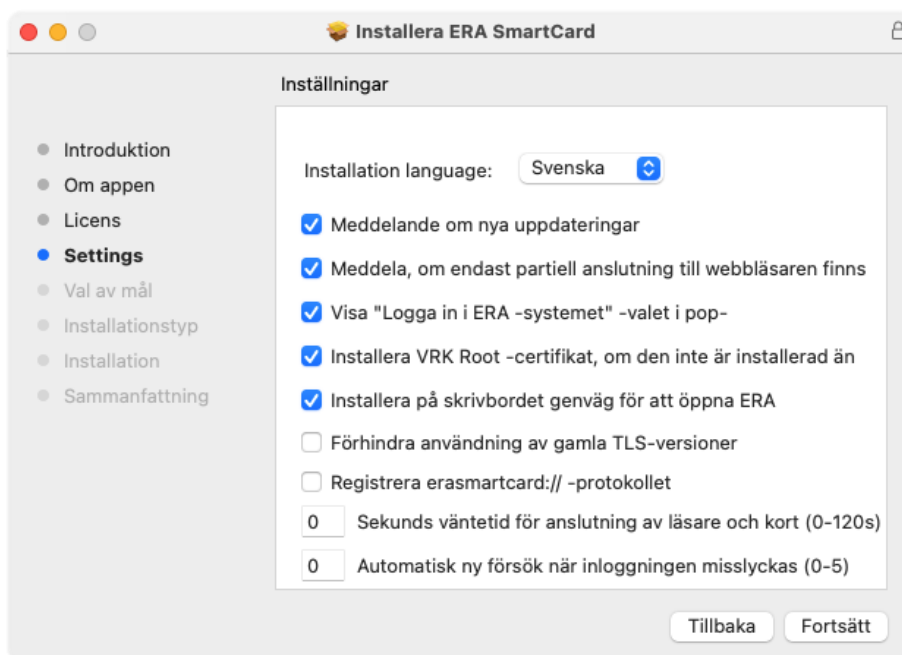 Installera ERA SmartCard
Inställningar
Introduktion
Om appen
Licens
Settings
Val av mål
Installationstyp
Installation
Sammanfattning
Installation language: Svenska
Meddelande om nya uppdateringar
Meddela, om endast partiell anslutning till webbläsaren finns
Visa "Logga in i ERA -systemet" -valet i pop-
Installera VRK Root -certifikat, om den inte är installerad än
Installera på skrivbordet genväg för att öppna ERA
Förhindra användning av gamla TLS-versioner
Registrera erasmartcard:// -protokollet
0 Sekunds väntetid för anslutning av läsare och kort (0-120s)
0 Automatisk ny försök när inloggningen misslyckas (0-5)
Tillbaka Fortsätt